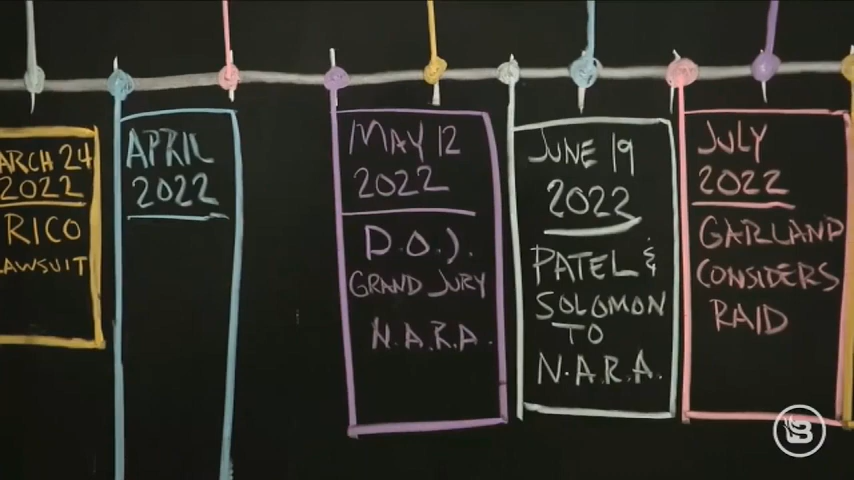 ARCH 24
2022
RICO
LAWSUIT
APRIL
2022
MAY 12
2022
D.O.J.
GRAND JURY
N.A.R.A.
JUNE 19
2022
PATEL &
SOLOMON
TO
N.A.R.A.
JULY
2022
GARLAND
CONSIDERS
RAID
B